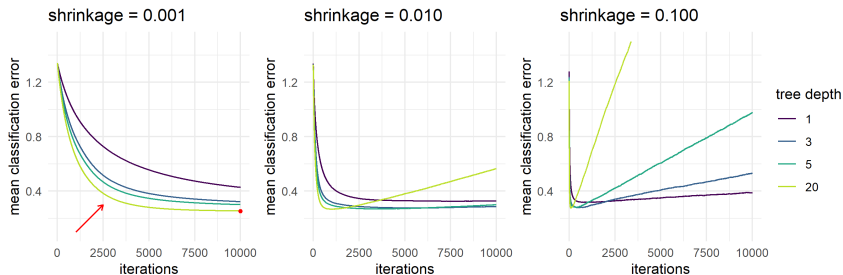 shrinkage = 0.001
mean classification error
1.2
0.8
0.4
0
2500
5000
7500
10000
iterations
shrinkage = 0.010
mean classification error
1.2
0.8
0.4
0
2500
5000
7500
10000
iterations
shrinkage = 0.100
mean classification error
1.2
0.8
0.4
0
2500
5000
7500
10000
iterations
tree depth
1
3
5
20